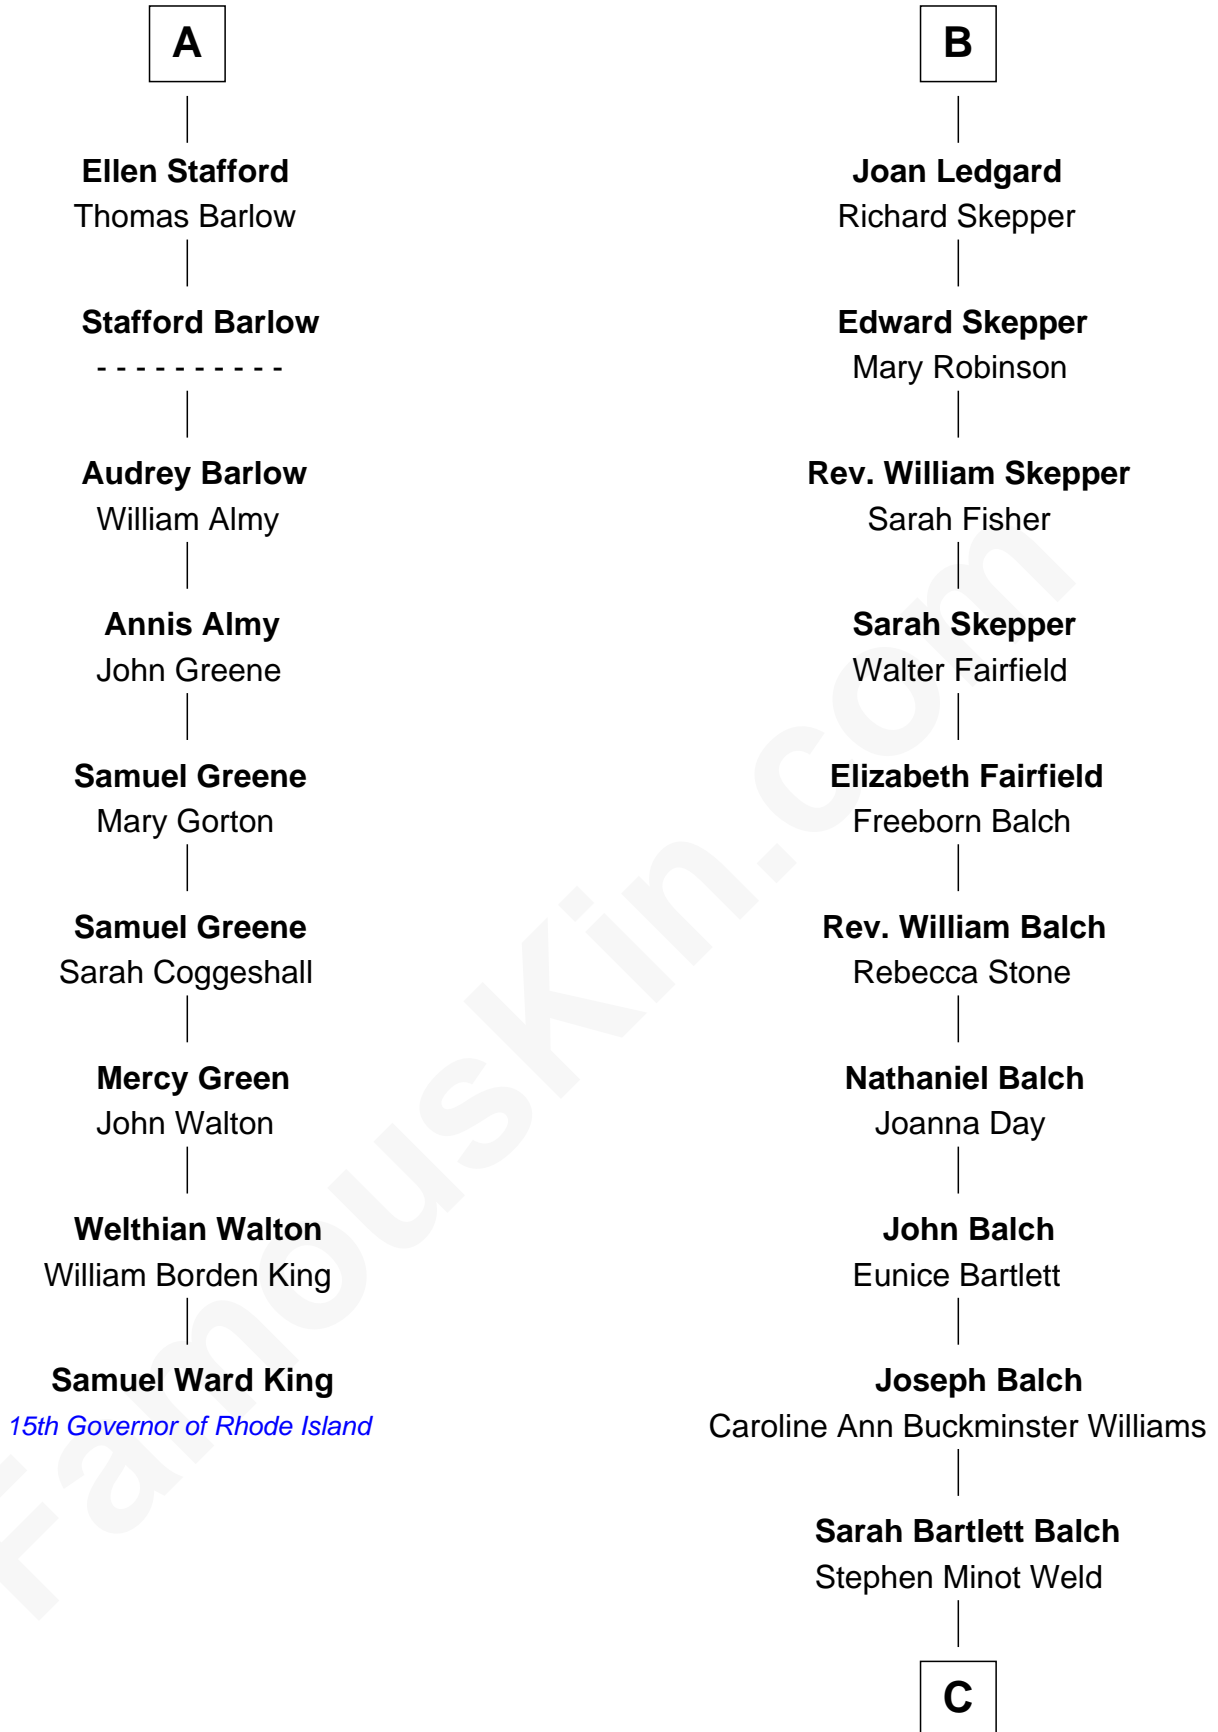 A
Ellen Stafford
Thomas Barlow
Stafford Barlow
- - - - - - - - - -
Audrey Barlow
William Almy
Annis Almy
John Greene
Samuel Greene
Mary Gorton
Samuel Greene
Sarah Coggeshall
Mercy Green
John Walton
Welthian Walton
William Borden King
Samuel Ward King
15th Governor of Rhode Island
B
Joan Ledgard
Richard Skepper
Edward Skepper
Mary Robinson
Rev. William Skepper
Sarah Fisher
Sarah Skepper
Walter Fairfield
Elizabeth Fairfield
Freeborn Balch
Rev. William Balch
Rebecca Stone
Nathaniel Balch
Joanna Day
John Balch
Eunice Bartlett
Joseph Balch
Caroline Ann Buckminster Williams
Sarah Bartlett Balch
Stephen Minot Weld
C
FamousKin.com